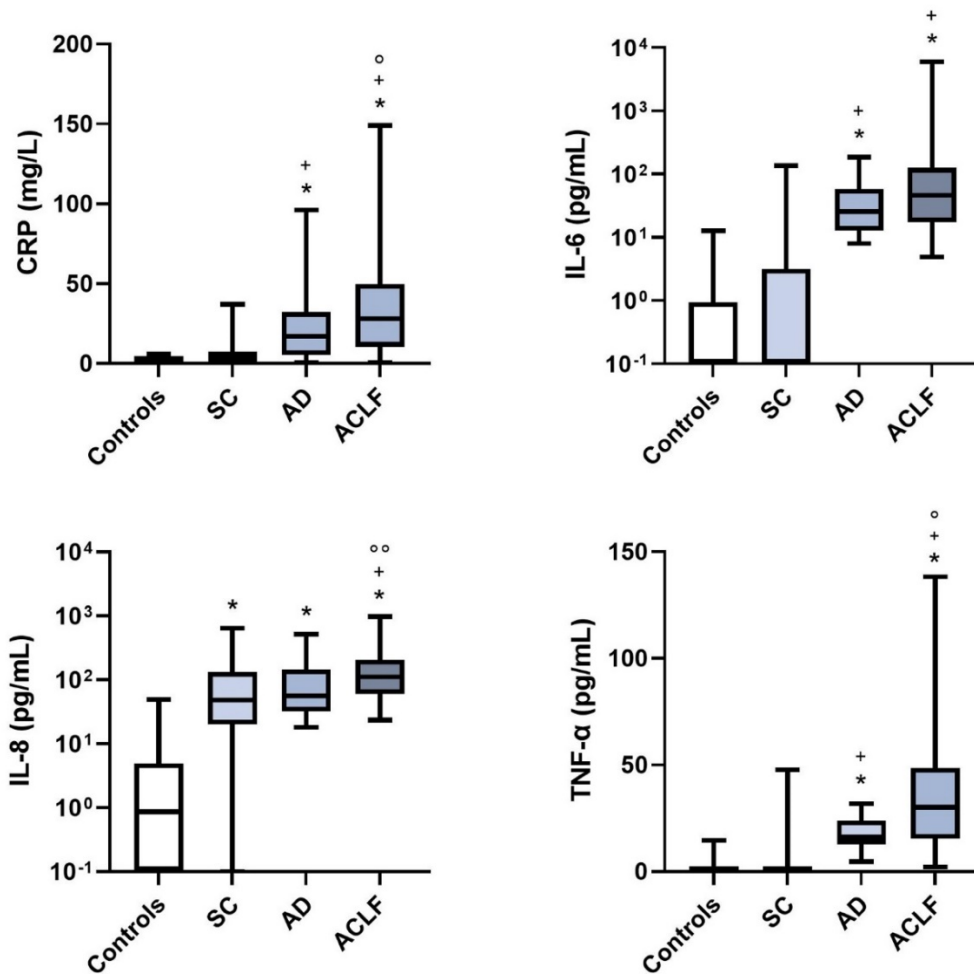 CRP (mg/L)
200
150
100
50
0
+
*
°
+
*
Controls
SC
AD
ACLF
IL-6 (pg/mL)
10⁴
10³
10²
10¹
10⁰
10⁻¹
+
*
+
*
Controls
SC
AD
ACLF
IL-8 (pg/mL)
10⁴
10³
10²
10¹
10⁰
10⁻¹
*
*
°°
+
*
Controls
SC
AD
ACLF
TNF-α (pg/mL)
150
100
50
0
+
*
°
+
*
Controls
SC
AD
ACLF